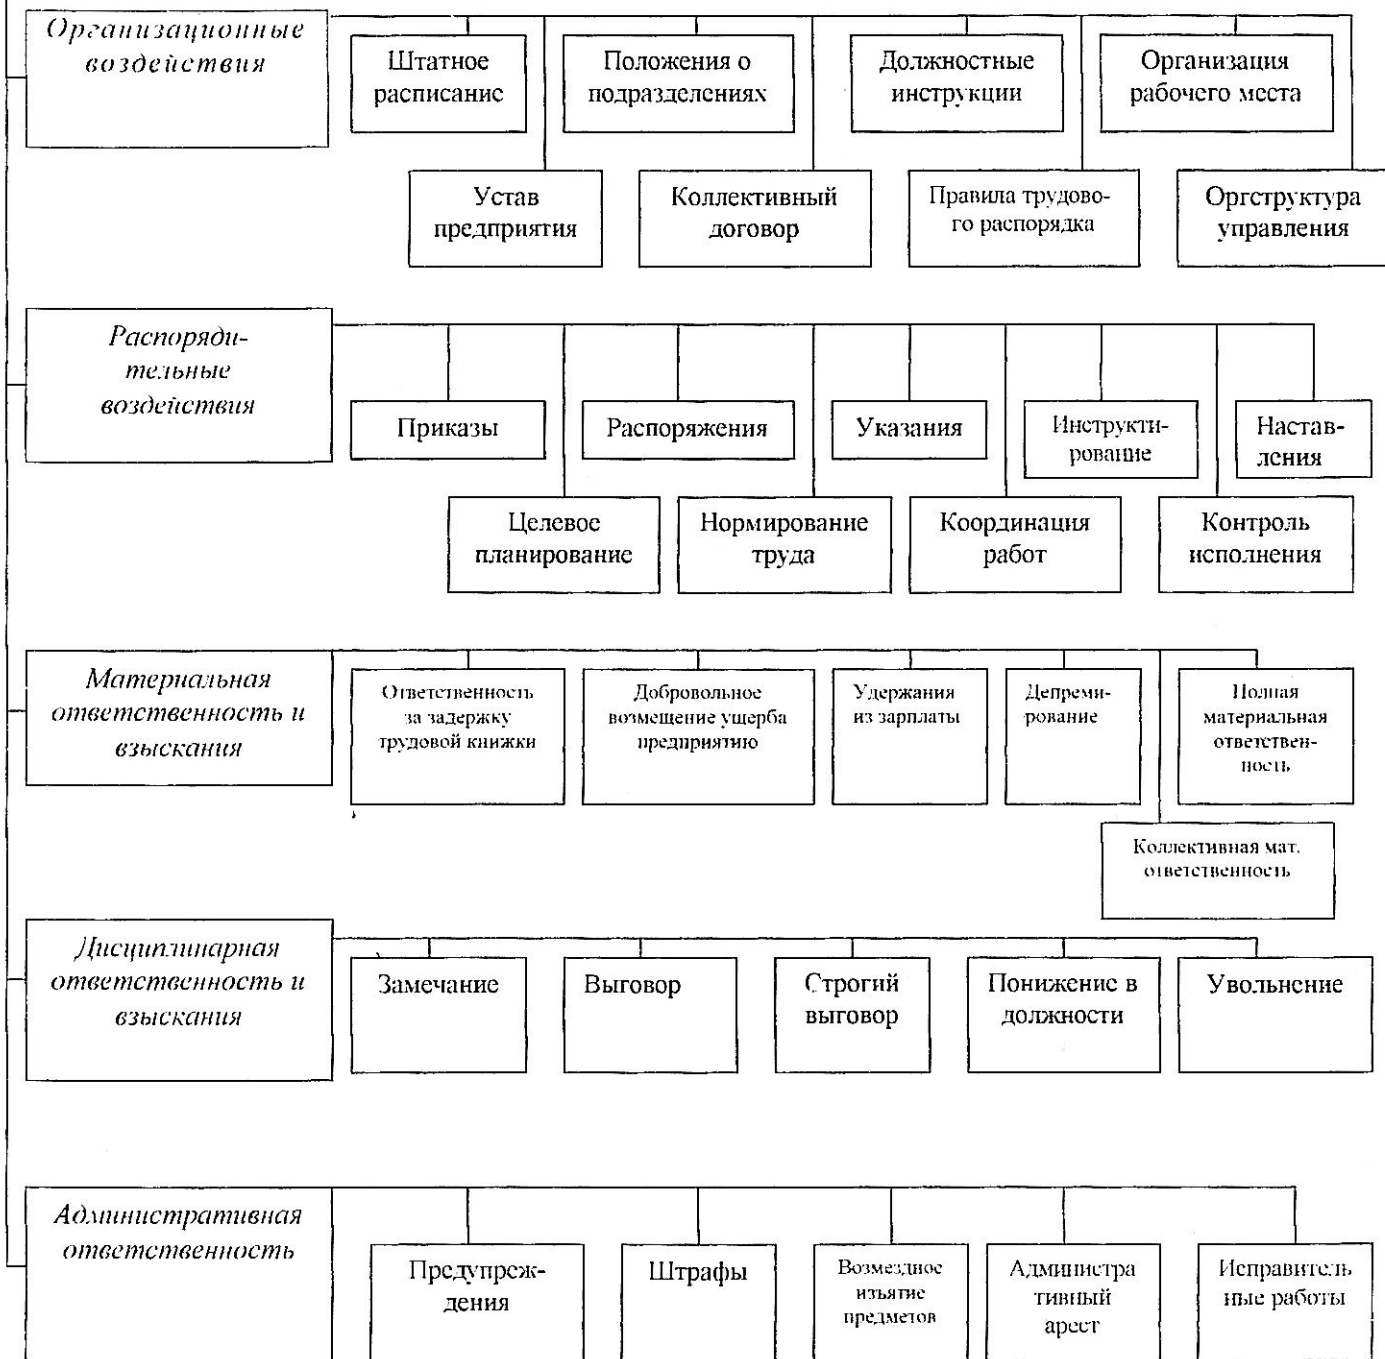 Организационные
воздействия
Штатное
расписание
Положения о
подразделениях
Должностные
инструкции
Организация
рабочего места
Устав
предприятия
Коллективный
договор
Правила трудово-
го распорядка
Оргструктура
управления
Распоряди-
тельные
воздействия
Приказы
Распоряжения
Указания
Инструкти-
рование
Настав-
ления
Целевое
планирование
Нормирование
труда
Координация
работ
Контроль
исполнения
Материальная
ответственность и
взыскания
Ответственность
за задержку
трудовой книжки
Добровольное
возмещение ущерба
предприятию
Удержания
из зарплаты
Депреми-
рование
Полная
материальная
ответствен-
ность
Коллективная мат.
ответственность
Дисциплинарная
ответственность и
взыскания
Замечание
Выговор
Строгий
выговор
Понижение в
должности
Увольнение
Административная
ответственность
Предупреж-
дения
Штрафы
Возмездное
изъятие
предметов
Администра
тивный
арест
Исправитель
ные работы